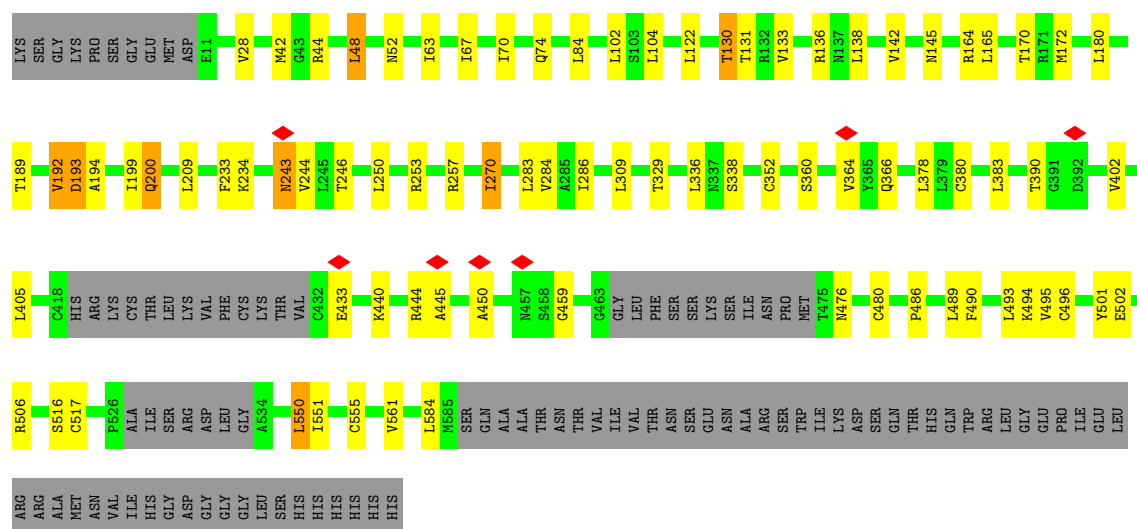 LYS SER GLY LYS PRO SER GLY GLU MET ASP E11 V28 M42 G43 R44 L48 N52 I63 I67 I70 Q74 L84 L102 S103 L104 L122 T130 T131 R132 V133 R136 N137 L138 V142 N145 R164 L165 T170 R171 M172 L180
T189 V192 D193 A194 I199 Q200 L209 F233 K234 N243 V244 L245 T246 L250 R253 R257 I270 L283 V284 A285 I286 L309 T329 L336 N337 S338 C352 S360 V364 Y365 Q366 L378 L379 C380 L383 T390 G391 D392 V402
L405 C418 HIS ARG LYS CYS THR LEU LYS VAL PHE CYS LYS THR VAL C432 E433 K440 R444 A445 A450 N457 S458 G459 G463 GLY LEU PHE SER SER LYS SER ILE ASN PRO MET T475 N476 C480 P486 L489 F490 L493 K494 V495 C496 Y501 E502
R506 S516 C517 P526 ALA ILE SER ARG ASP LEU GLY A534 L550 I551 C555 V561 L584 M585 SER GLN ALA ALA THR ASN THR VAL ILE VAL THR ASN SER GLU ASN ALA ARG SER TRP ILE LYS ASP SER GLN THR HIS GLN TRP ARG LEU GLY GLU PRO ILE GLU LEU
ARG ARG ALA MET ASN VAL ILE HIS GLY ASP GLY GLY GLY LEU SER HIS HIS HIS HIS HIS HIS